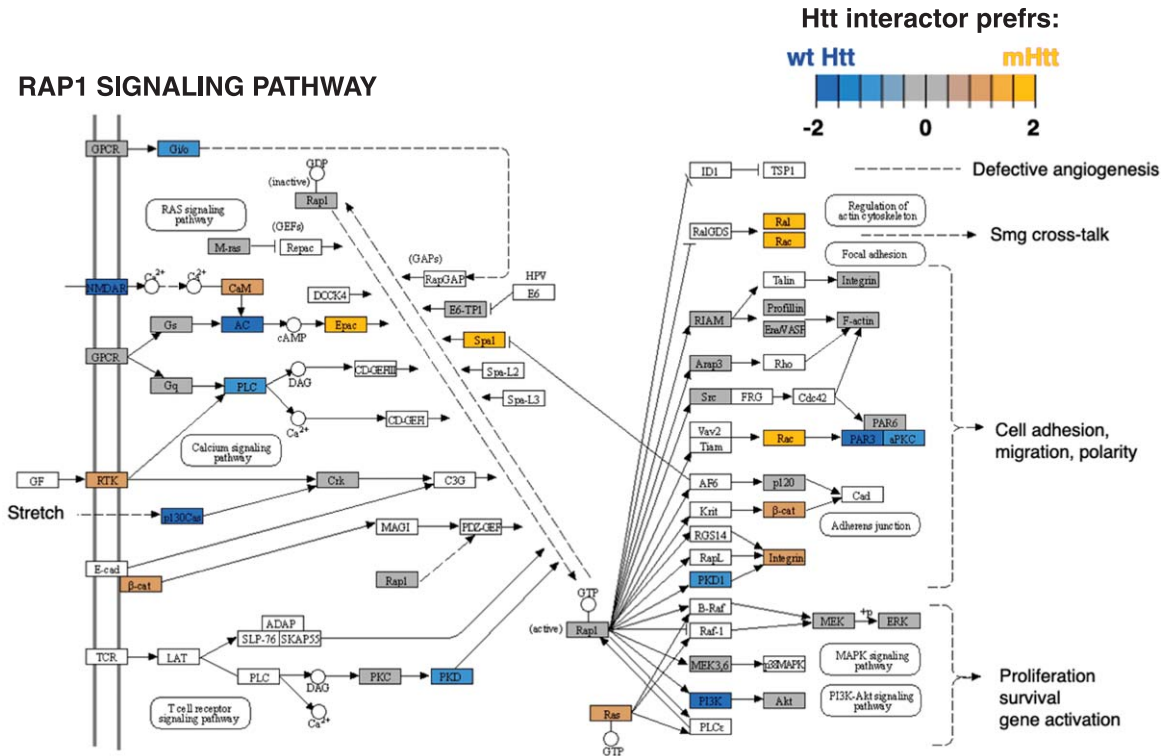 Htt interactor prefrs:
wt Htt
mHtt
-2
0
2
RAP1 SIGNALING PATHWAY
GPCR
Gi/o
GDP
(inactive)
Rap1
RAS signaling
pathway
(GEFs)
M-ras
Repac
(GAPs)
RapGAP
HPV
E6
E6-TP1
NMDAR
Ca2+
Ca2+
CaM
DOCK4
Gs
AC
cAMP
Epac
Spa1
GPCR
Spa-L2
DAG
CD-GEFII
Gq
PLC
Spa-L3
Ca2+
CD-GEFI
Calcium signaling
pathway
GF
RTK
Crk
C3G
Stretch
p130Cas
MAGI
PDZ-GEF
E-cad
β-cat
Rap1
GTP
(active)
Rap1
ADAP
SLP-76
SKAP55
TCR
LAT
PLC
DAG
PKC
PKD
Ca2+
T cell receptor
signaling pathway
Ras
GTP
ID1
TSP1
Defective angiogenesis
Regulation of
actin cytoskeleton
RalGDS
Ral
Rac
Smg cross-talk
Focal adhesion
Talin
Integrin
RIAM
Profillin
Ena/VASP
F-actin
Arap3
Rho
Src
FRG
Cdc42
PAR6
PAR3
aPKC
Vav2
Tiam
Rac
Cell adhesion,
migration, polarity
AF6
p120
Cad
Krit
β-cat
Adherens junction
RGS14
RapL
Integrin
PKD1
B-Raf
Raf-1
MEK
+p
ERK
MEK3,6
p38MAPK
MAPK signaling
pathway
PI3K
Akt
PI3K-Akt signaling
pathway
PLCε
Proliferation
survival
gene activation